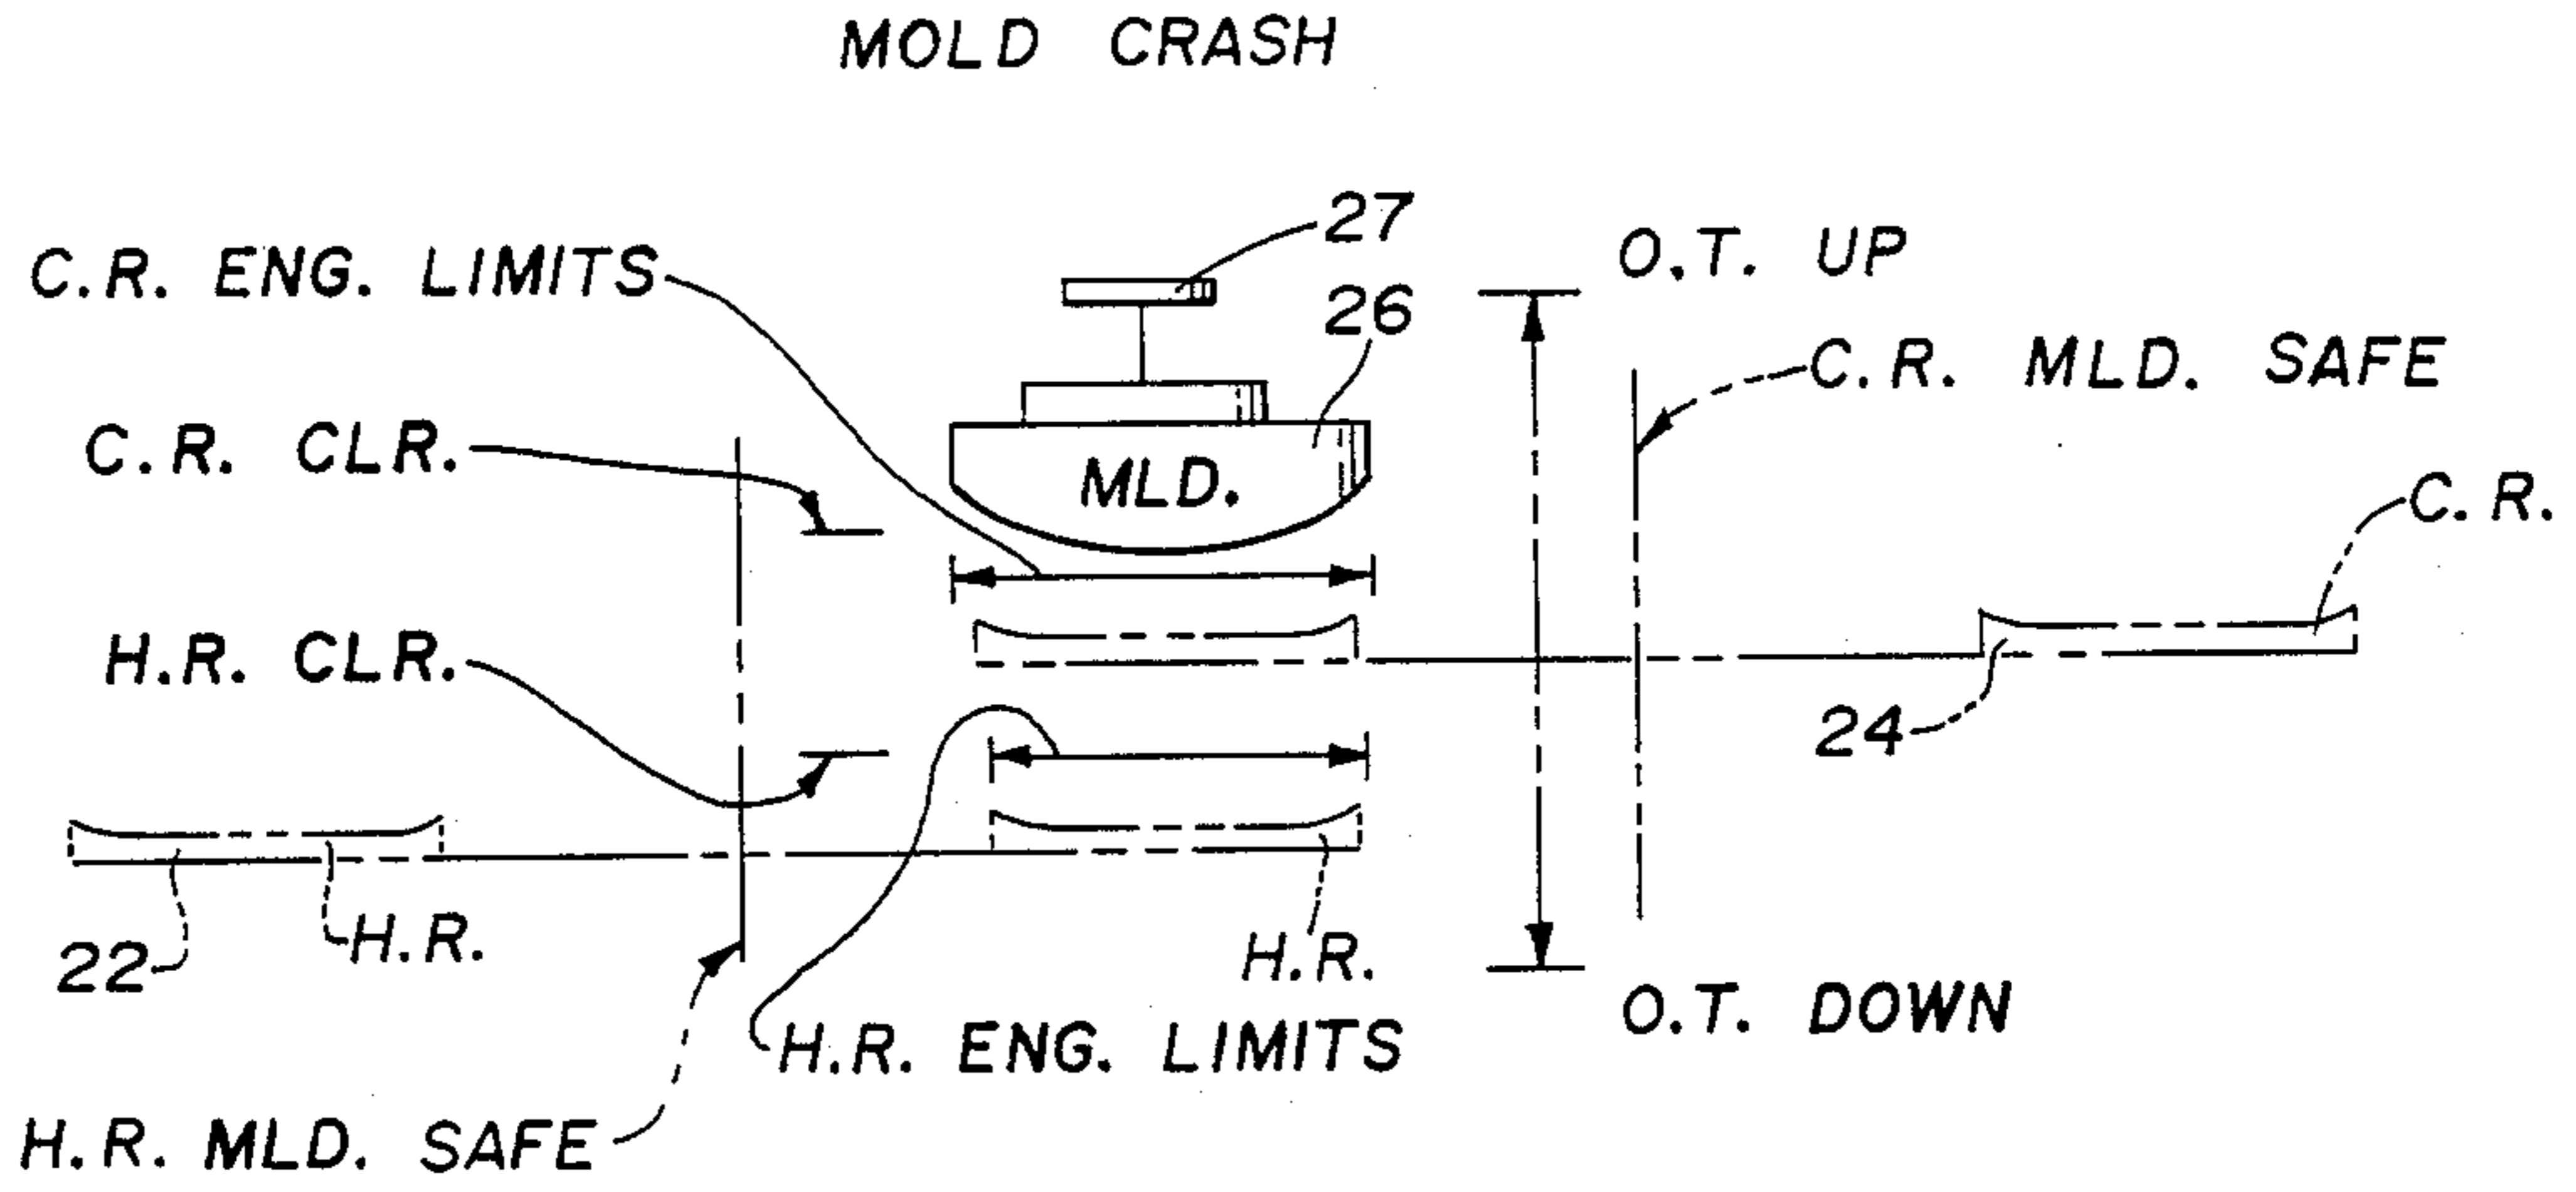 MOLD CRASH
27
O.T. UP
C.R. ENG. LIMITS
26
C.R. MLD. SAFE
C.R. CLR.
MLD.
C.R.
H.R. CLR.
24
22
H.R.
H.R.
O.T. DOWN
H.R. ENG. LIMITS
H.R. MLD. SAFE